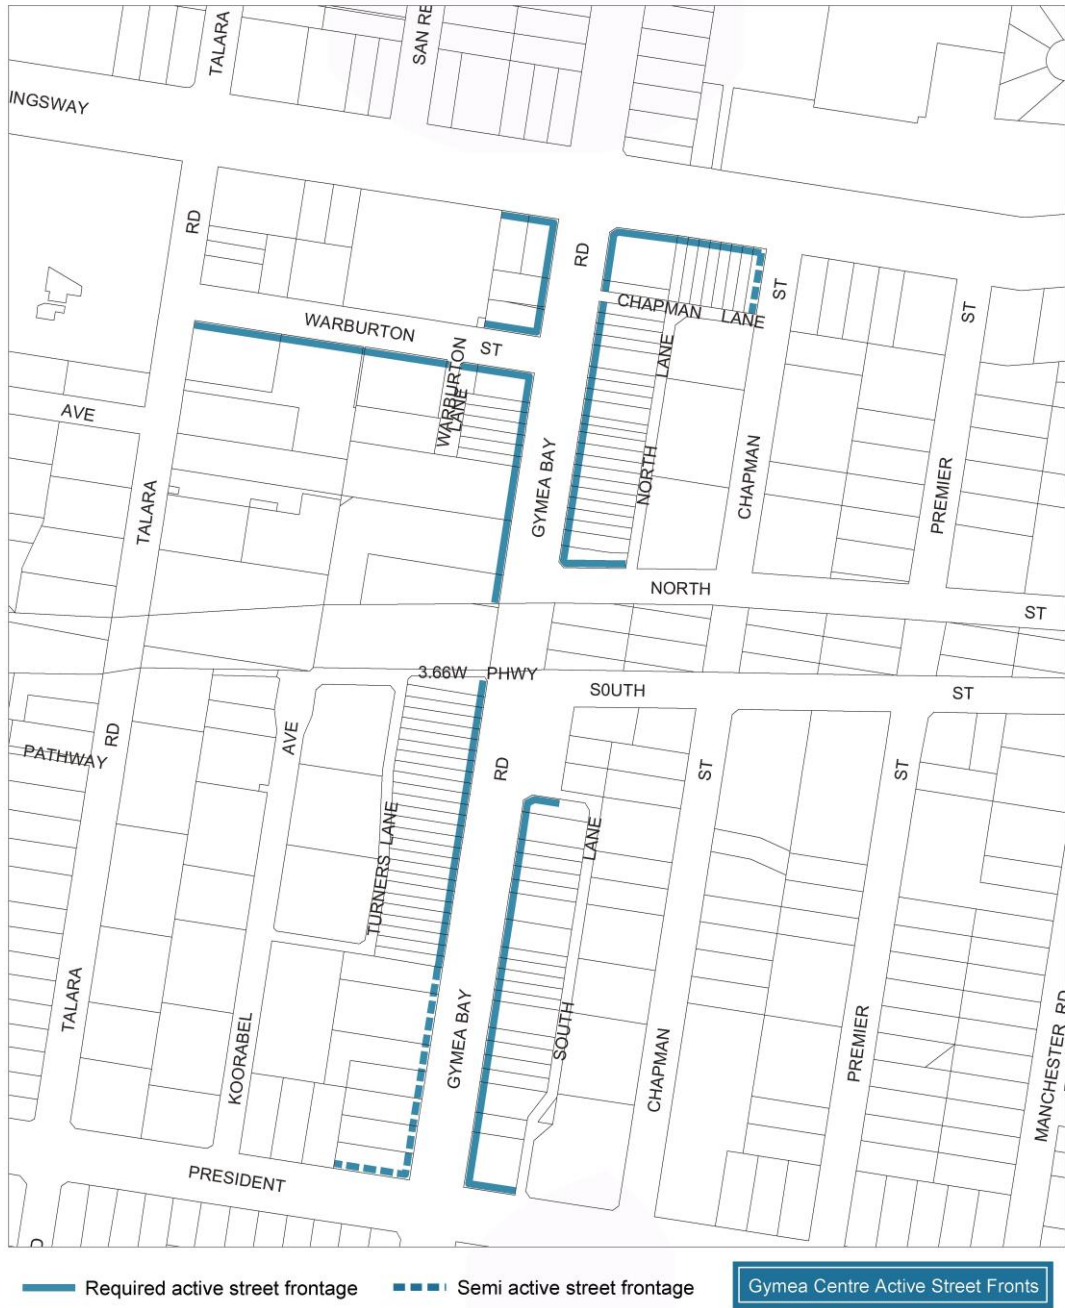 TALARA
SAN RE
INGSWAY
RD
RD
ST
ST
CHAPMAN LANE
WARBURTON ST
WARBURTON LANE
LANE
NORTH
AVE
TALARA
GYMEA BAY
CHAPMAN
PREMIER
NORTH
ST
3.66W PHWY
SOUTH
ST
PATHWAY
RD
AVE
RD
ST
ST
TURNERS LANE
LANE
SOUTH
TALARA
KOORABEL
GYMEA BAY
CHAPMAN
PREMIER
MANCHESTER RD
PRESIDENT
Required active street frontage
Semi active street frontage
Gymea Centre Active Street Fronts